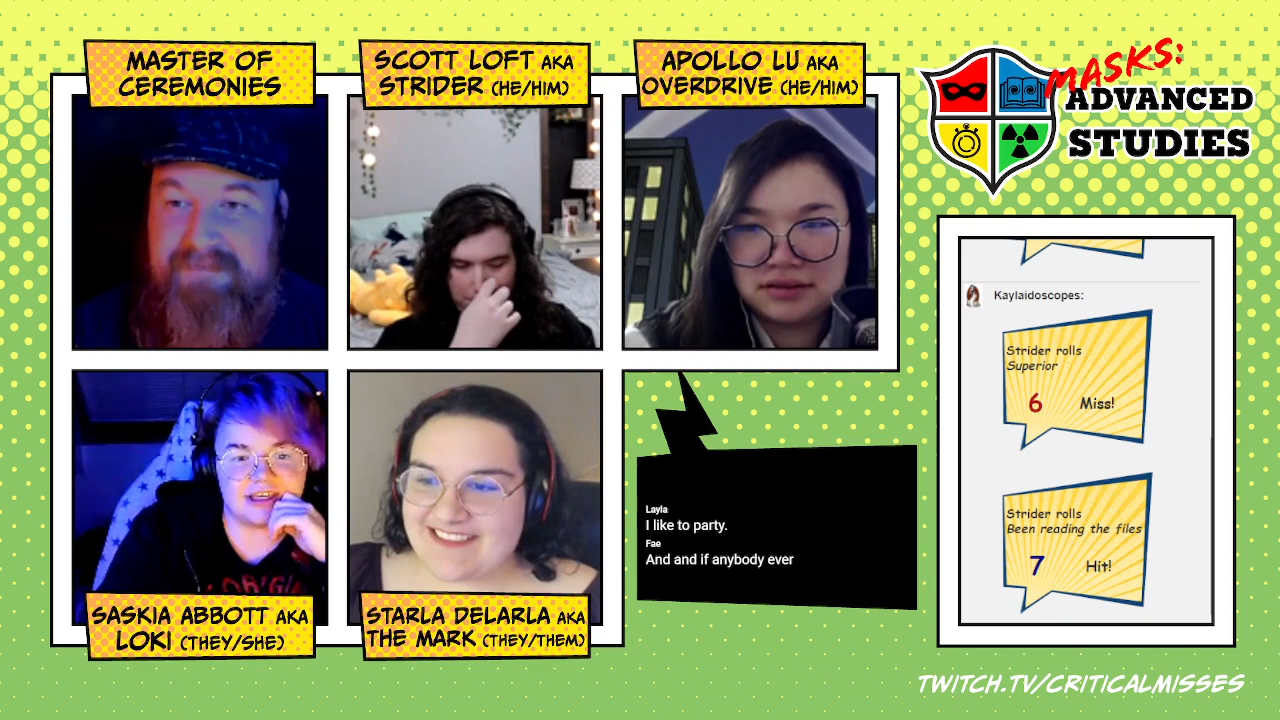 MASTER OF
CEREMONIES
SCOTT LOFT AKA
STRIDER (HE/HIM)
APOLLO LU AKA
OVERDRIVE (HE/HIM)
MASKS:
ADVANCED
STUDIES
Kaylaidoscopes:
Strider rolls
Superior
6 Miss!
Strider rolls
Been reading the files
7 Hit!
Layla
I like to party.
Fae
And and if anybody ever
SASKIA ABBOTT AKA
LOKI (THEY/SHE)
STARLA DELARLA AKA
THE MARK (THEY/THEM)
TWITCH.TV/CRITICALMISSES